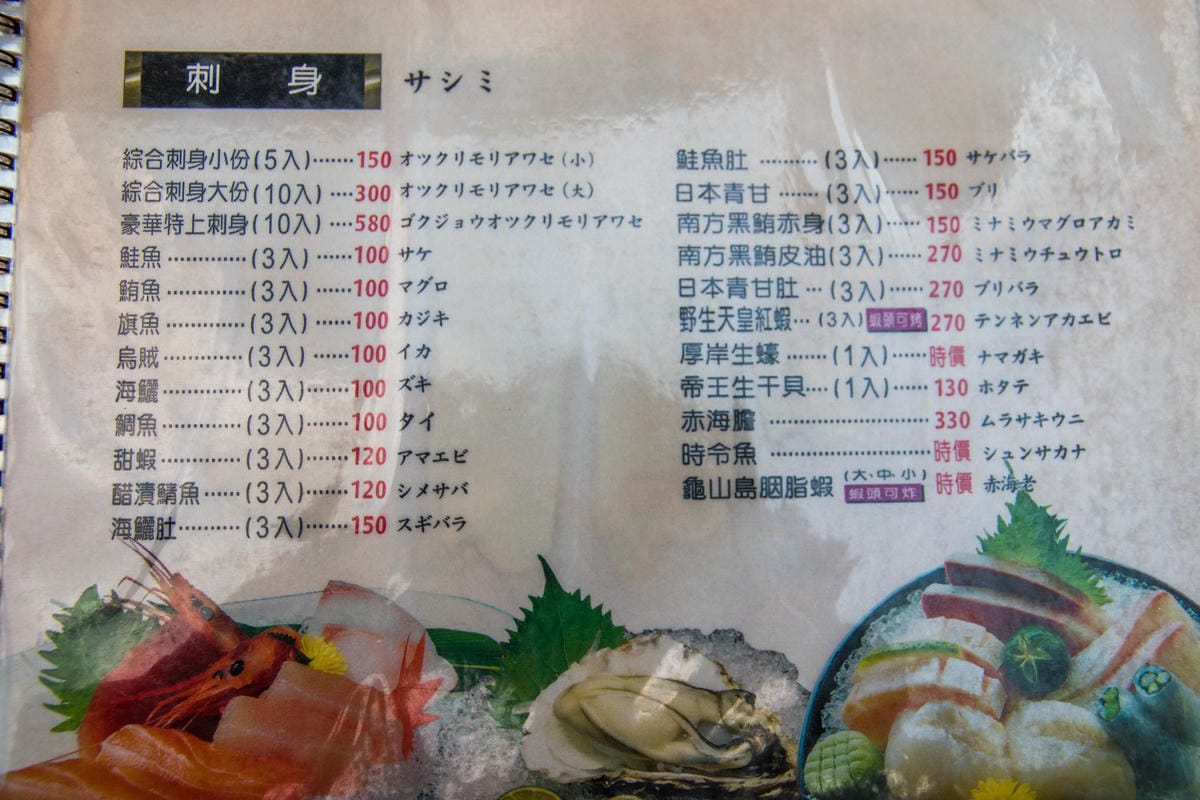 刺身 サシミ
綜合刺身小份(5入)······150 オツクリモリアワセ(小)
綜合刺身大份(10入)····300 オツクリモリアワセ(大)
豪華特上刺身(10入)····580 ゴクジョウオツクリモリアワセ
鮭魚············(3入)······100 サケ
鮪魚············(3入)······100 マグロ
旗魚············(3入)······100 カジキ
烏賊············(3入)······100 イカ
海鱺············(3入)·······100 ズキ
鯛魚············(3入)·······100 タイ
甜蝦············(3入)·······120 アマエビ
醋漬鯖魚······(3入)·······120 シメサバ
海鱺肚··········(3入)·······150 スギバラ
鮭魚肚 ·········(3入)······150 サケバラ
日本青甘 ·······(3入)······150 ブリ
南方黑鮪赤身(3入)······150 ミナミウマグロアカミ
南方黑鮪皮油(3入)······270 ミナミウチュウトロ
日本青甘肚 ···(3入)······270 ブリバラ
野生天皇紅蝦···(3入) 蝦頭可烤 270 テンネンアカエビ
厚岸生蠔·······(1入)······時價 ナマガキ
帝王生干貝····(1入)······130 ホタテ
赤海膽 ···························330 ムラサキウニ
時令魚 ···························時價 シュンサカナ
龜山島胭脂蝦 (大、中、小) 蝦頭可炸 時價 赤海老